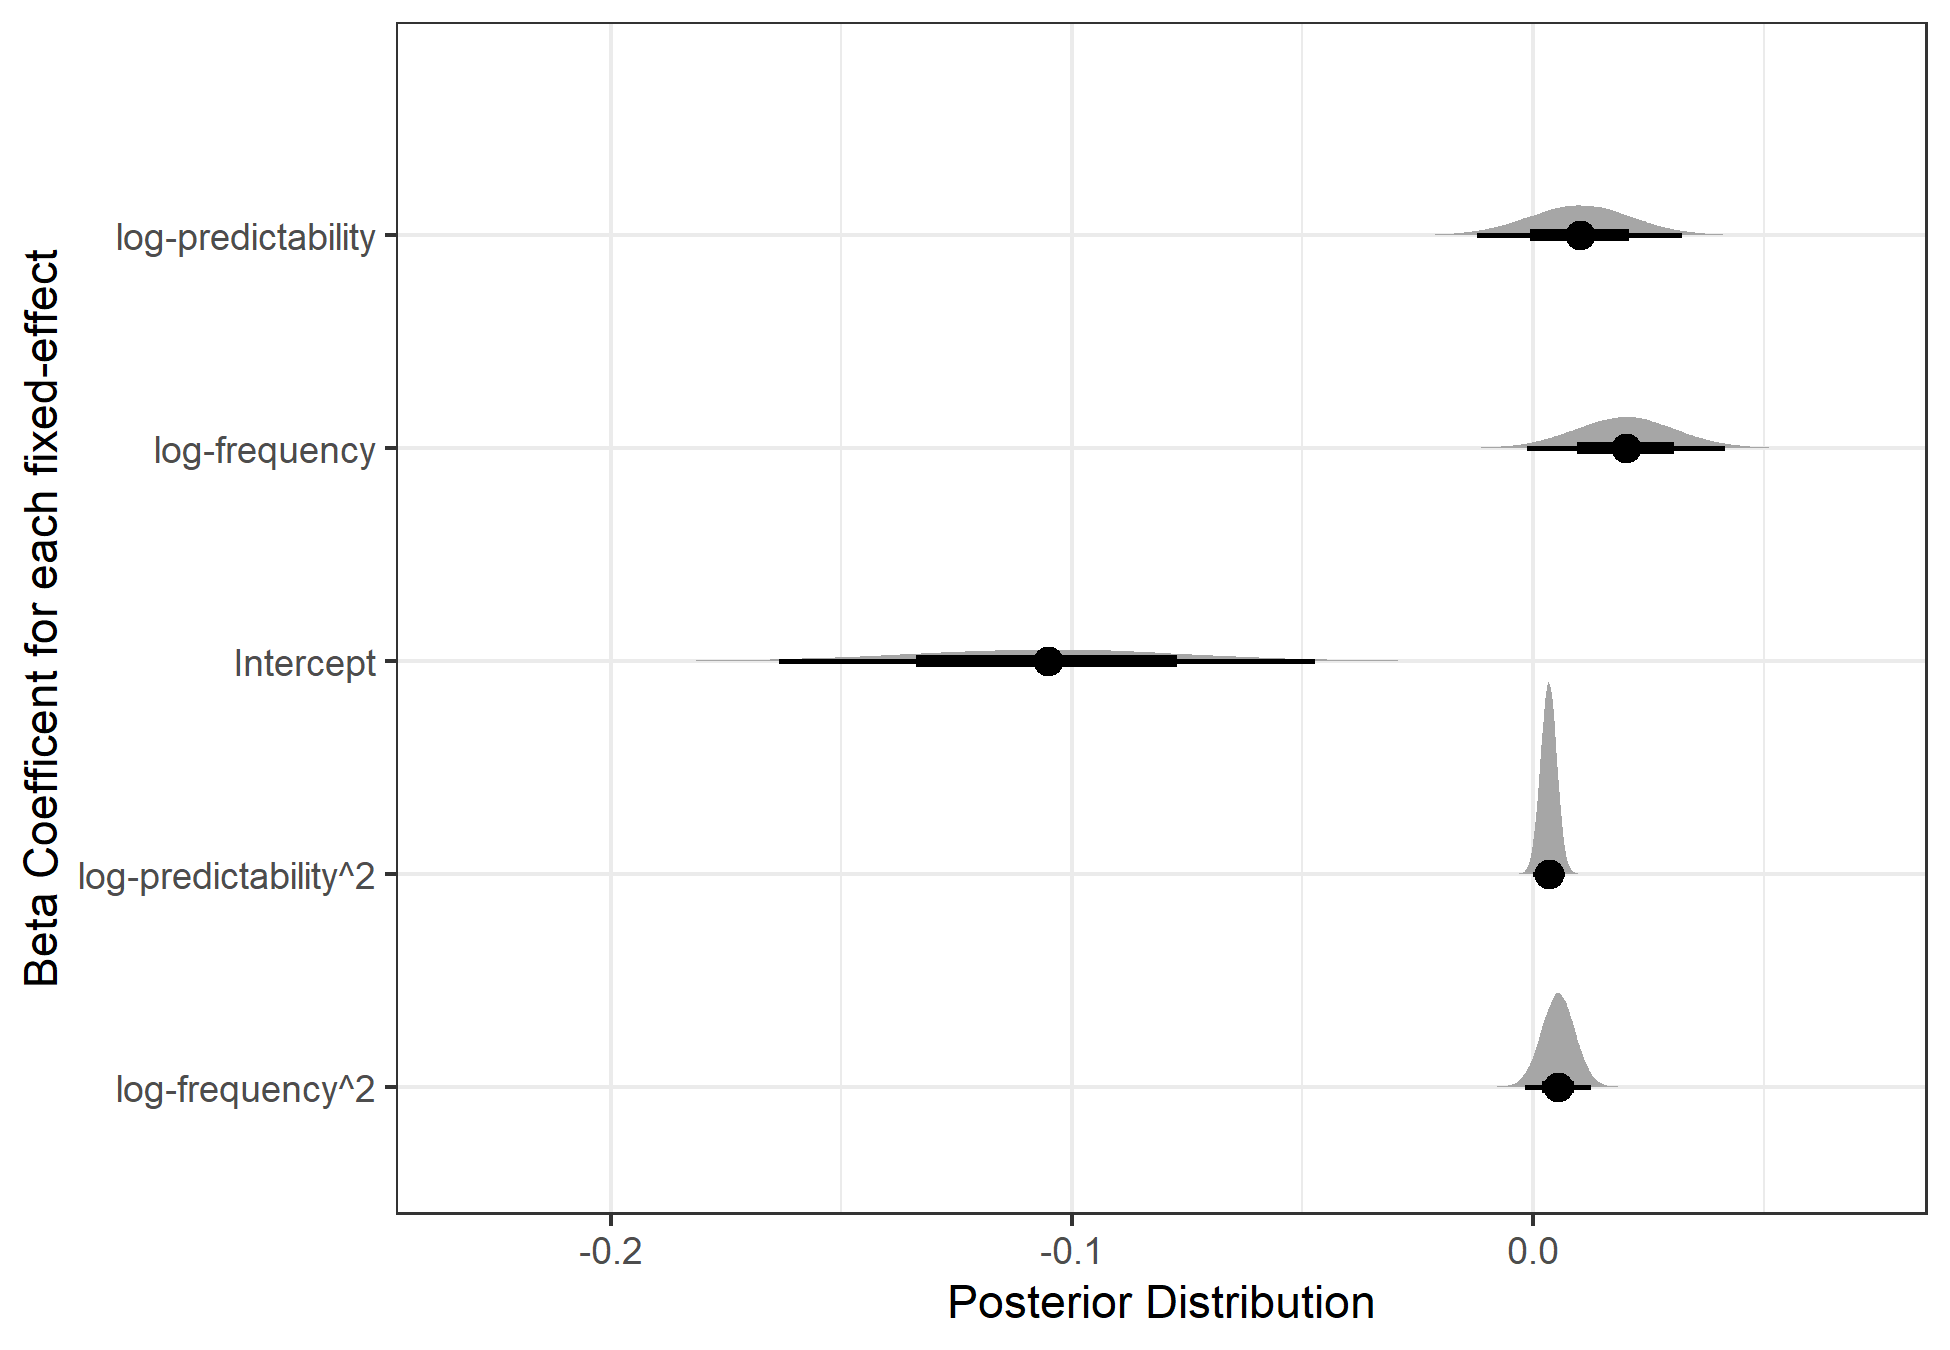 Beta Coefficent for each fixed-effect
log-predictability
log-frequency
Intercept
log-predictability^2
log-frequency^2
-0.2
-0.1
0.0
Posterior Distribution